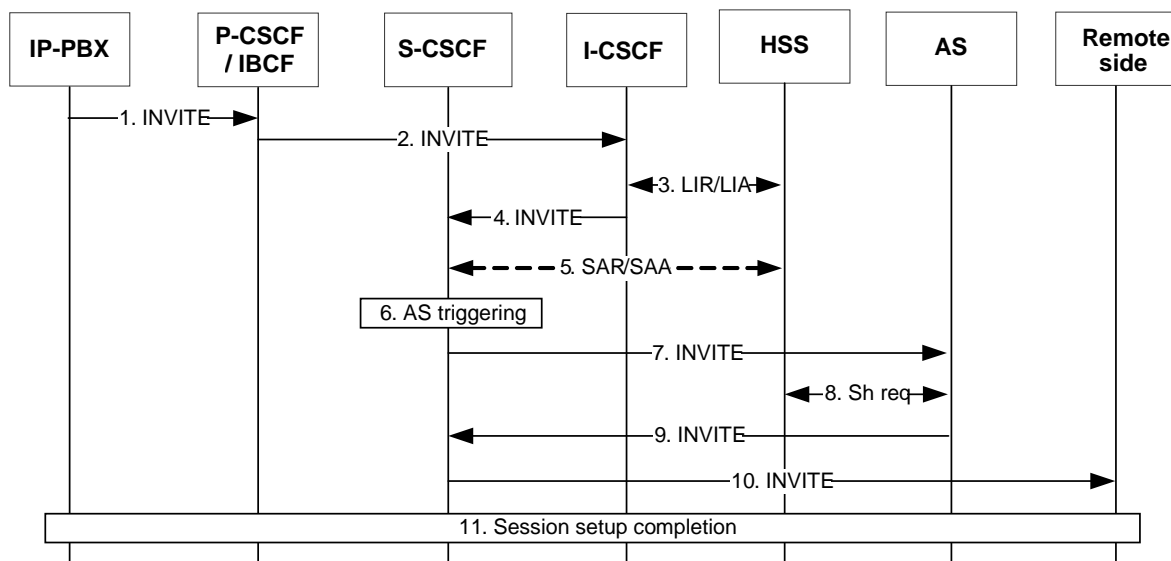 IP-PBX
P-CSCF
/ IBCF
S-CSCF
I-CSCF
HSS
AS
Remote
side
1. INVITE
2. INVITE
3. LIR/LIA
4. INVITE
5. SAR/SAA
6. AS triggering
7. INVITE
8. Sh req
9. INVITE
10. INVITE
11. Session setup completion